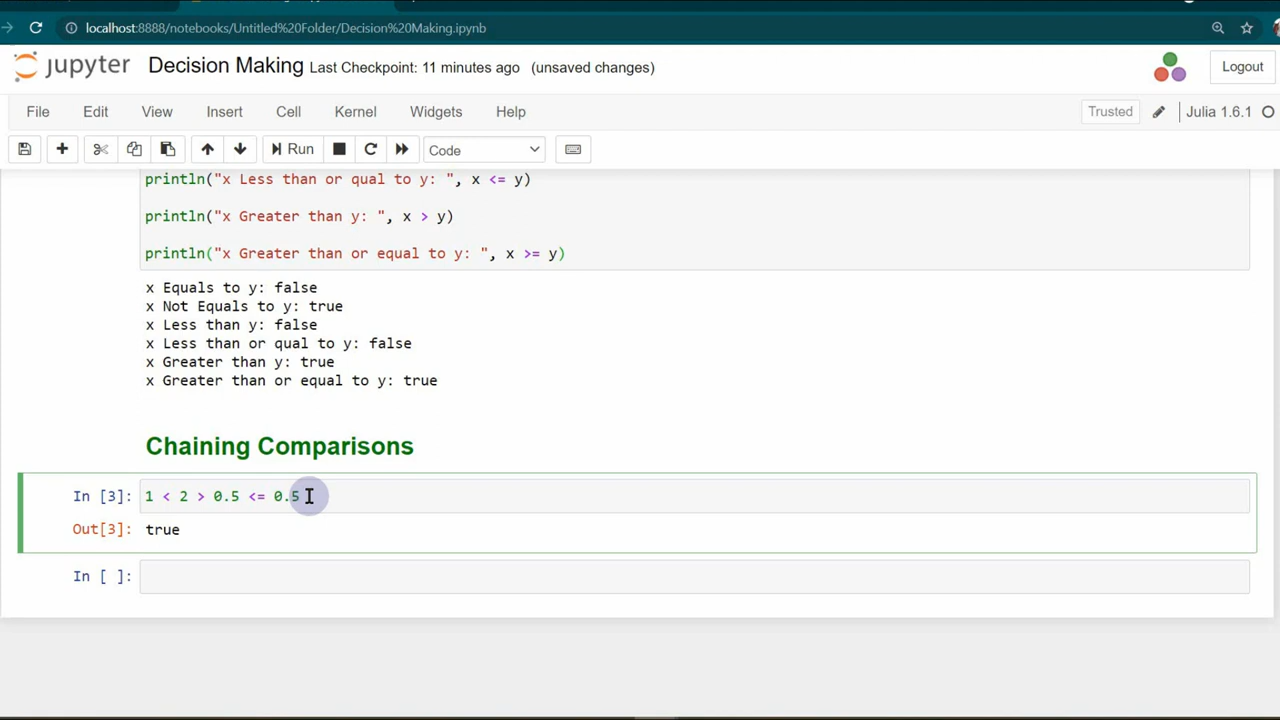 localhost:8888/notebooks/Untitled%20Folder/Decision%20Making.ipynb
jupyter Decision Making Last Checkpoint: 11 minutes ago (unsaved changes) Logout
File Edit View Insert Cell Kernel Widgets Help Trusted Julia 1.6.1
Run Code
println("x Less than or qual to y: ", x <= y)
println("x Greater than y: ", x > y)
println("x Greater than or equal to y: ", x >= y)
x Equals to y: false
x Not Equals to y: true
x Less than y: false
x Less than or qual to y: false
x Greater than y: true
x Greater than or equal to y: true
Chaining Comparisons
In [3]: 1 < 2 > 0.5 <= 0.5
Out[3]: true
In [ ]: